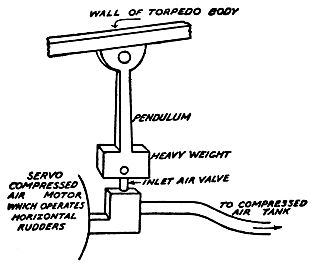 WALL OF TORPEDO BODY
PENDULUM
HEAVY WEIGHT
INLET AIR VALVE
SERVO
COMPRESSED
AIR MOTOR
WHICH OPERATES
HORIZONTAL
RUDDERS
TO COMPRESSED
AIR TANK